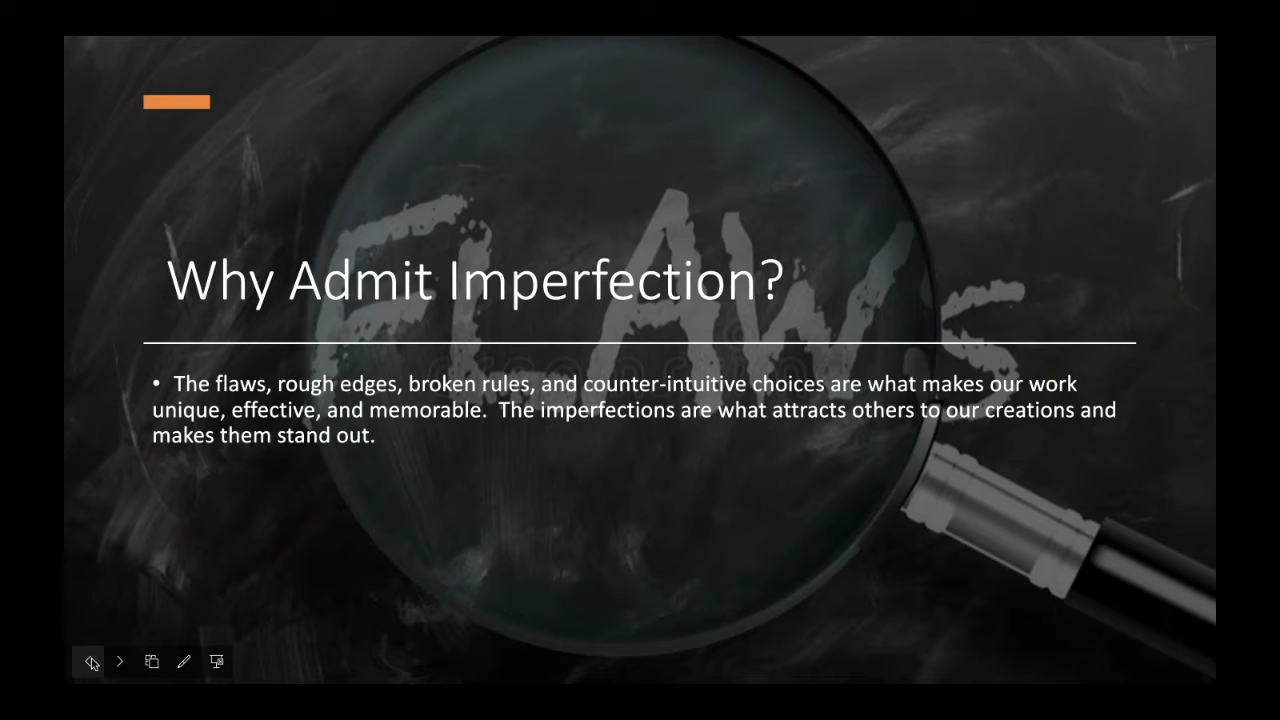 FLAWS
Why Admit Imperfection?
• The flaws, rough edges, broken rules, and counter-intuitive choices are what makes our work
unique, effective, and memorable.  The imperfections are what attracts others to our creations and
makes them stand out.